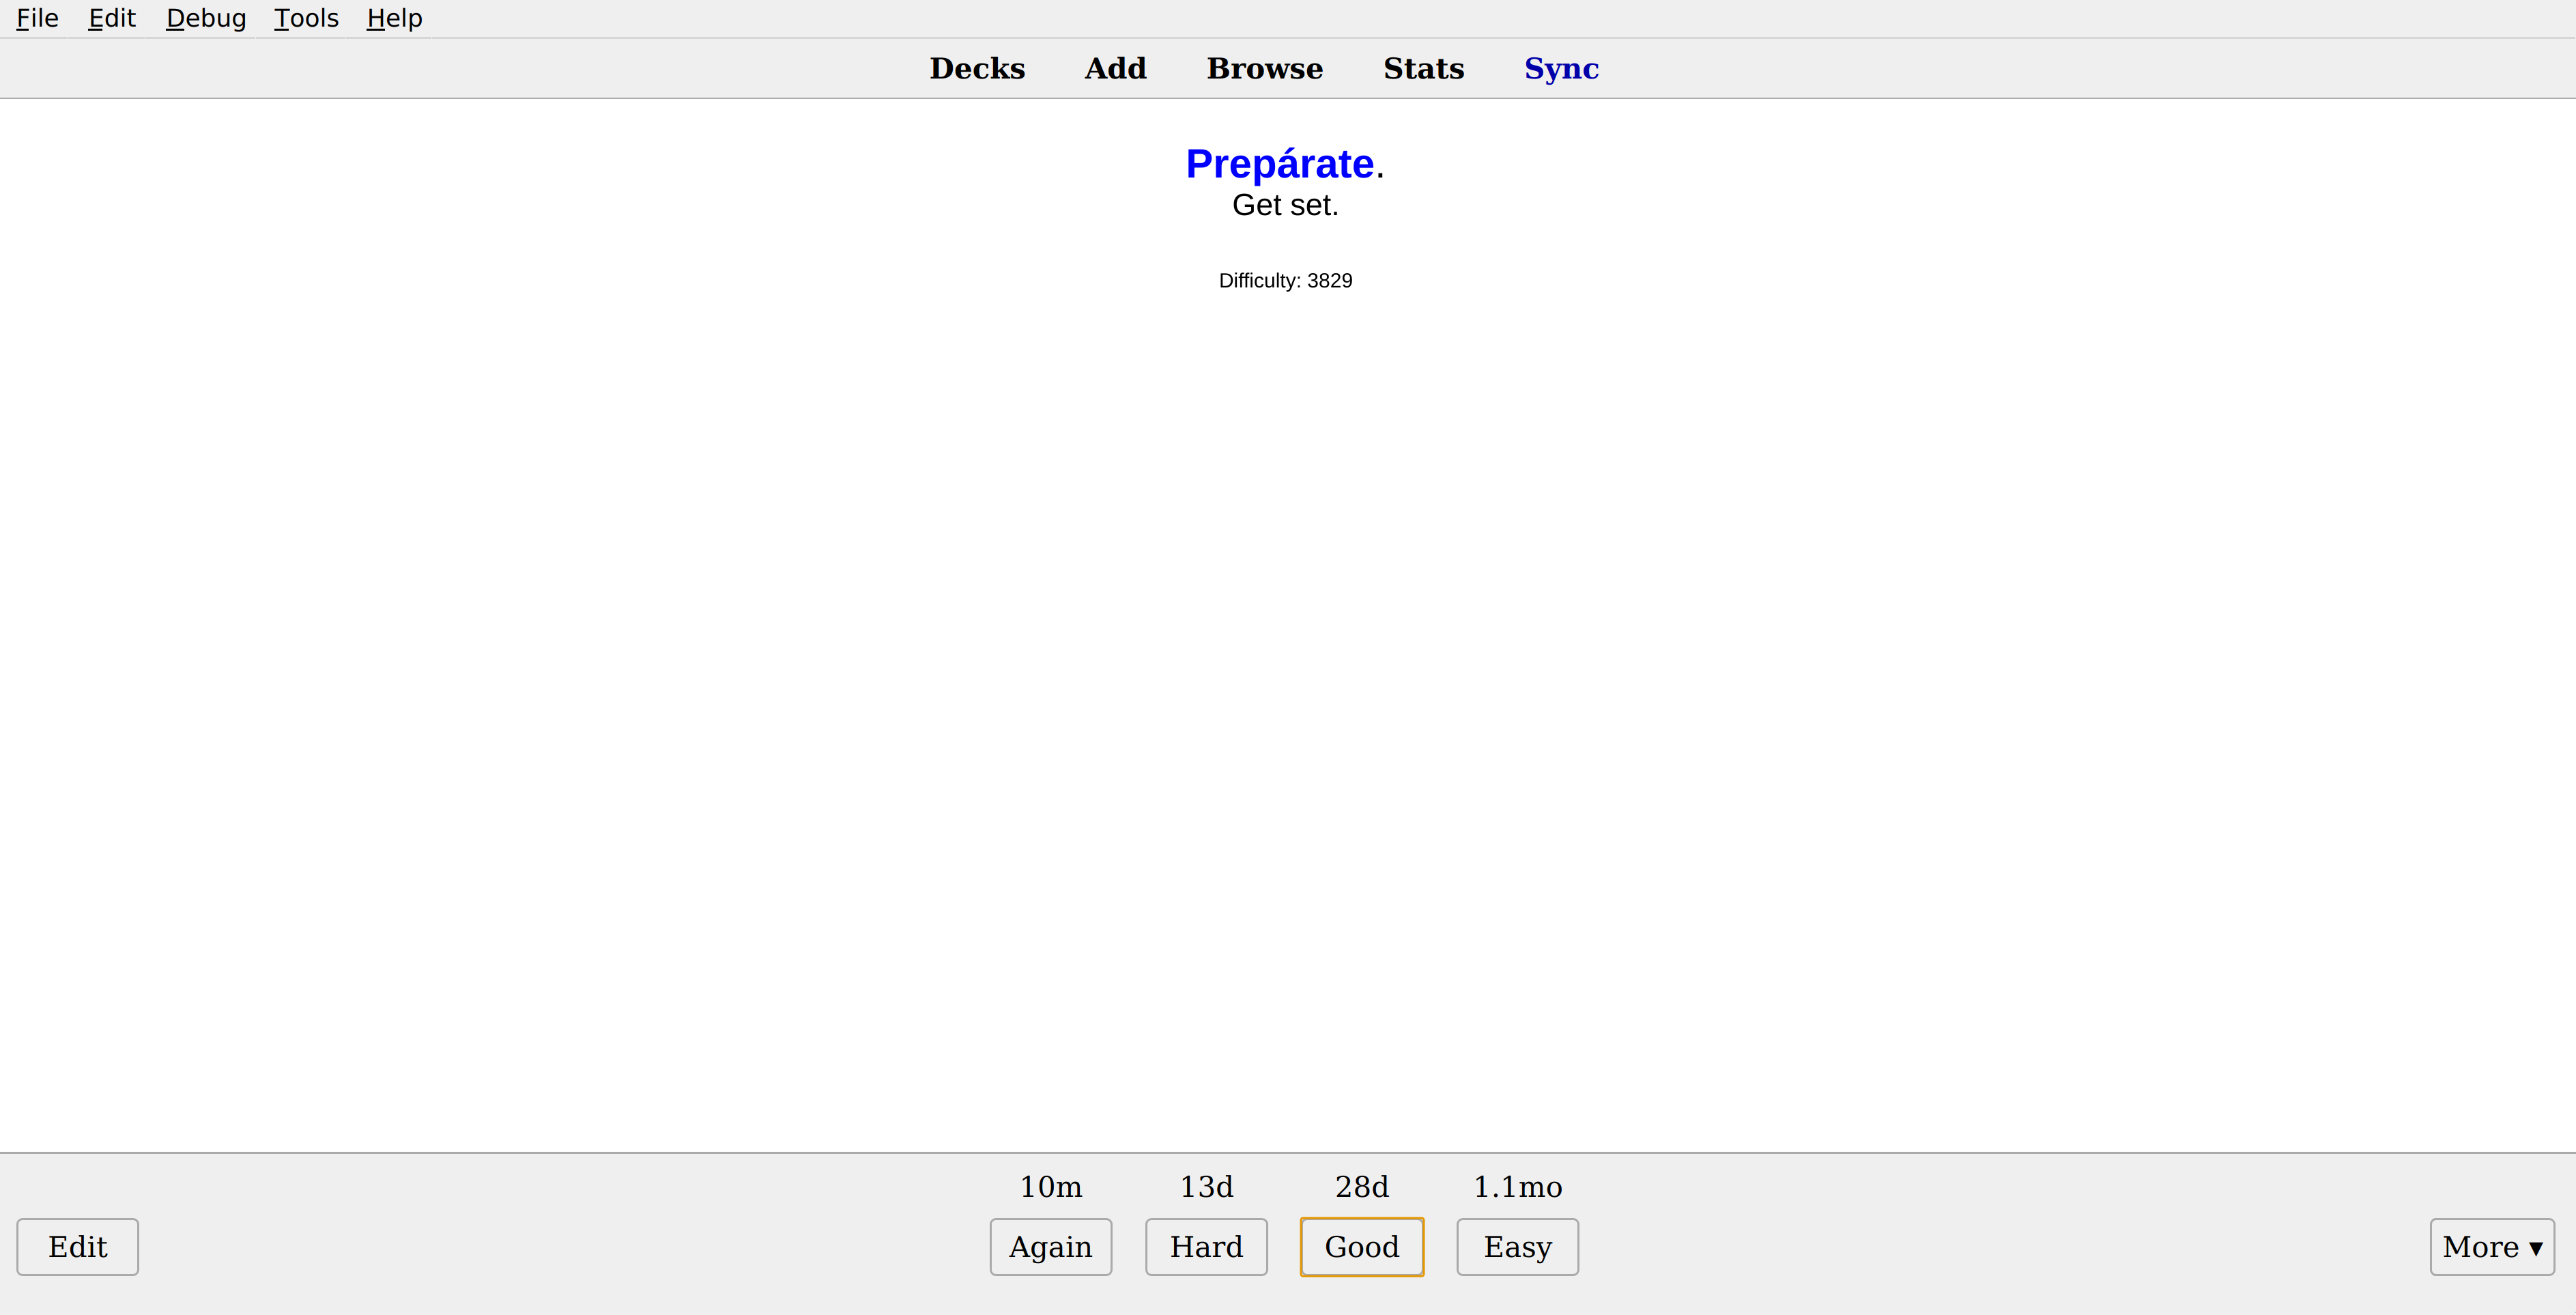 File Edit Debug Tools Help
Decks Add Browse Stats Sync
Prepárate.
Get set.
Difficulty: 3829
10m 13d 28d 1.1mo
Edit Again Hard Good Easy More ▾